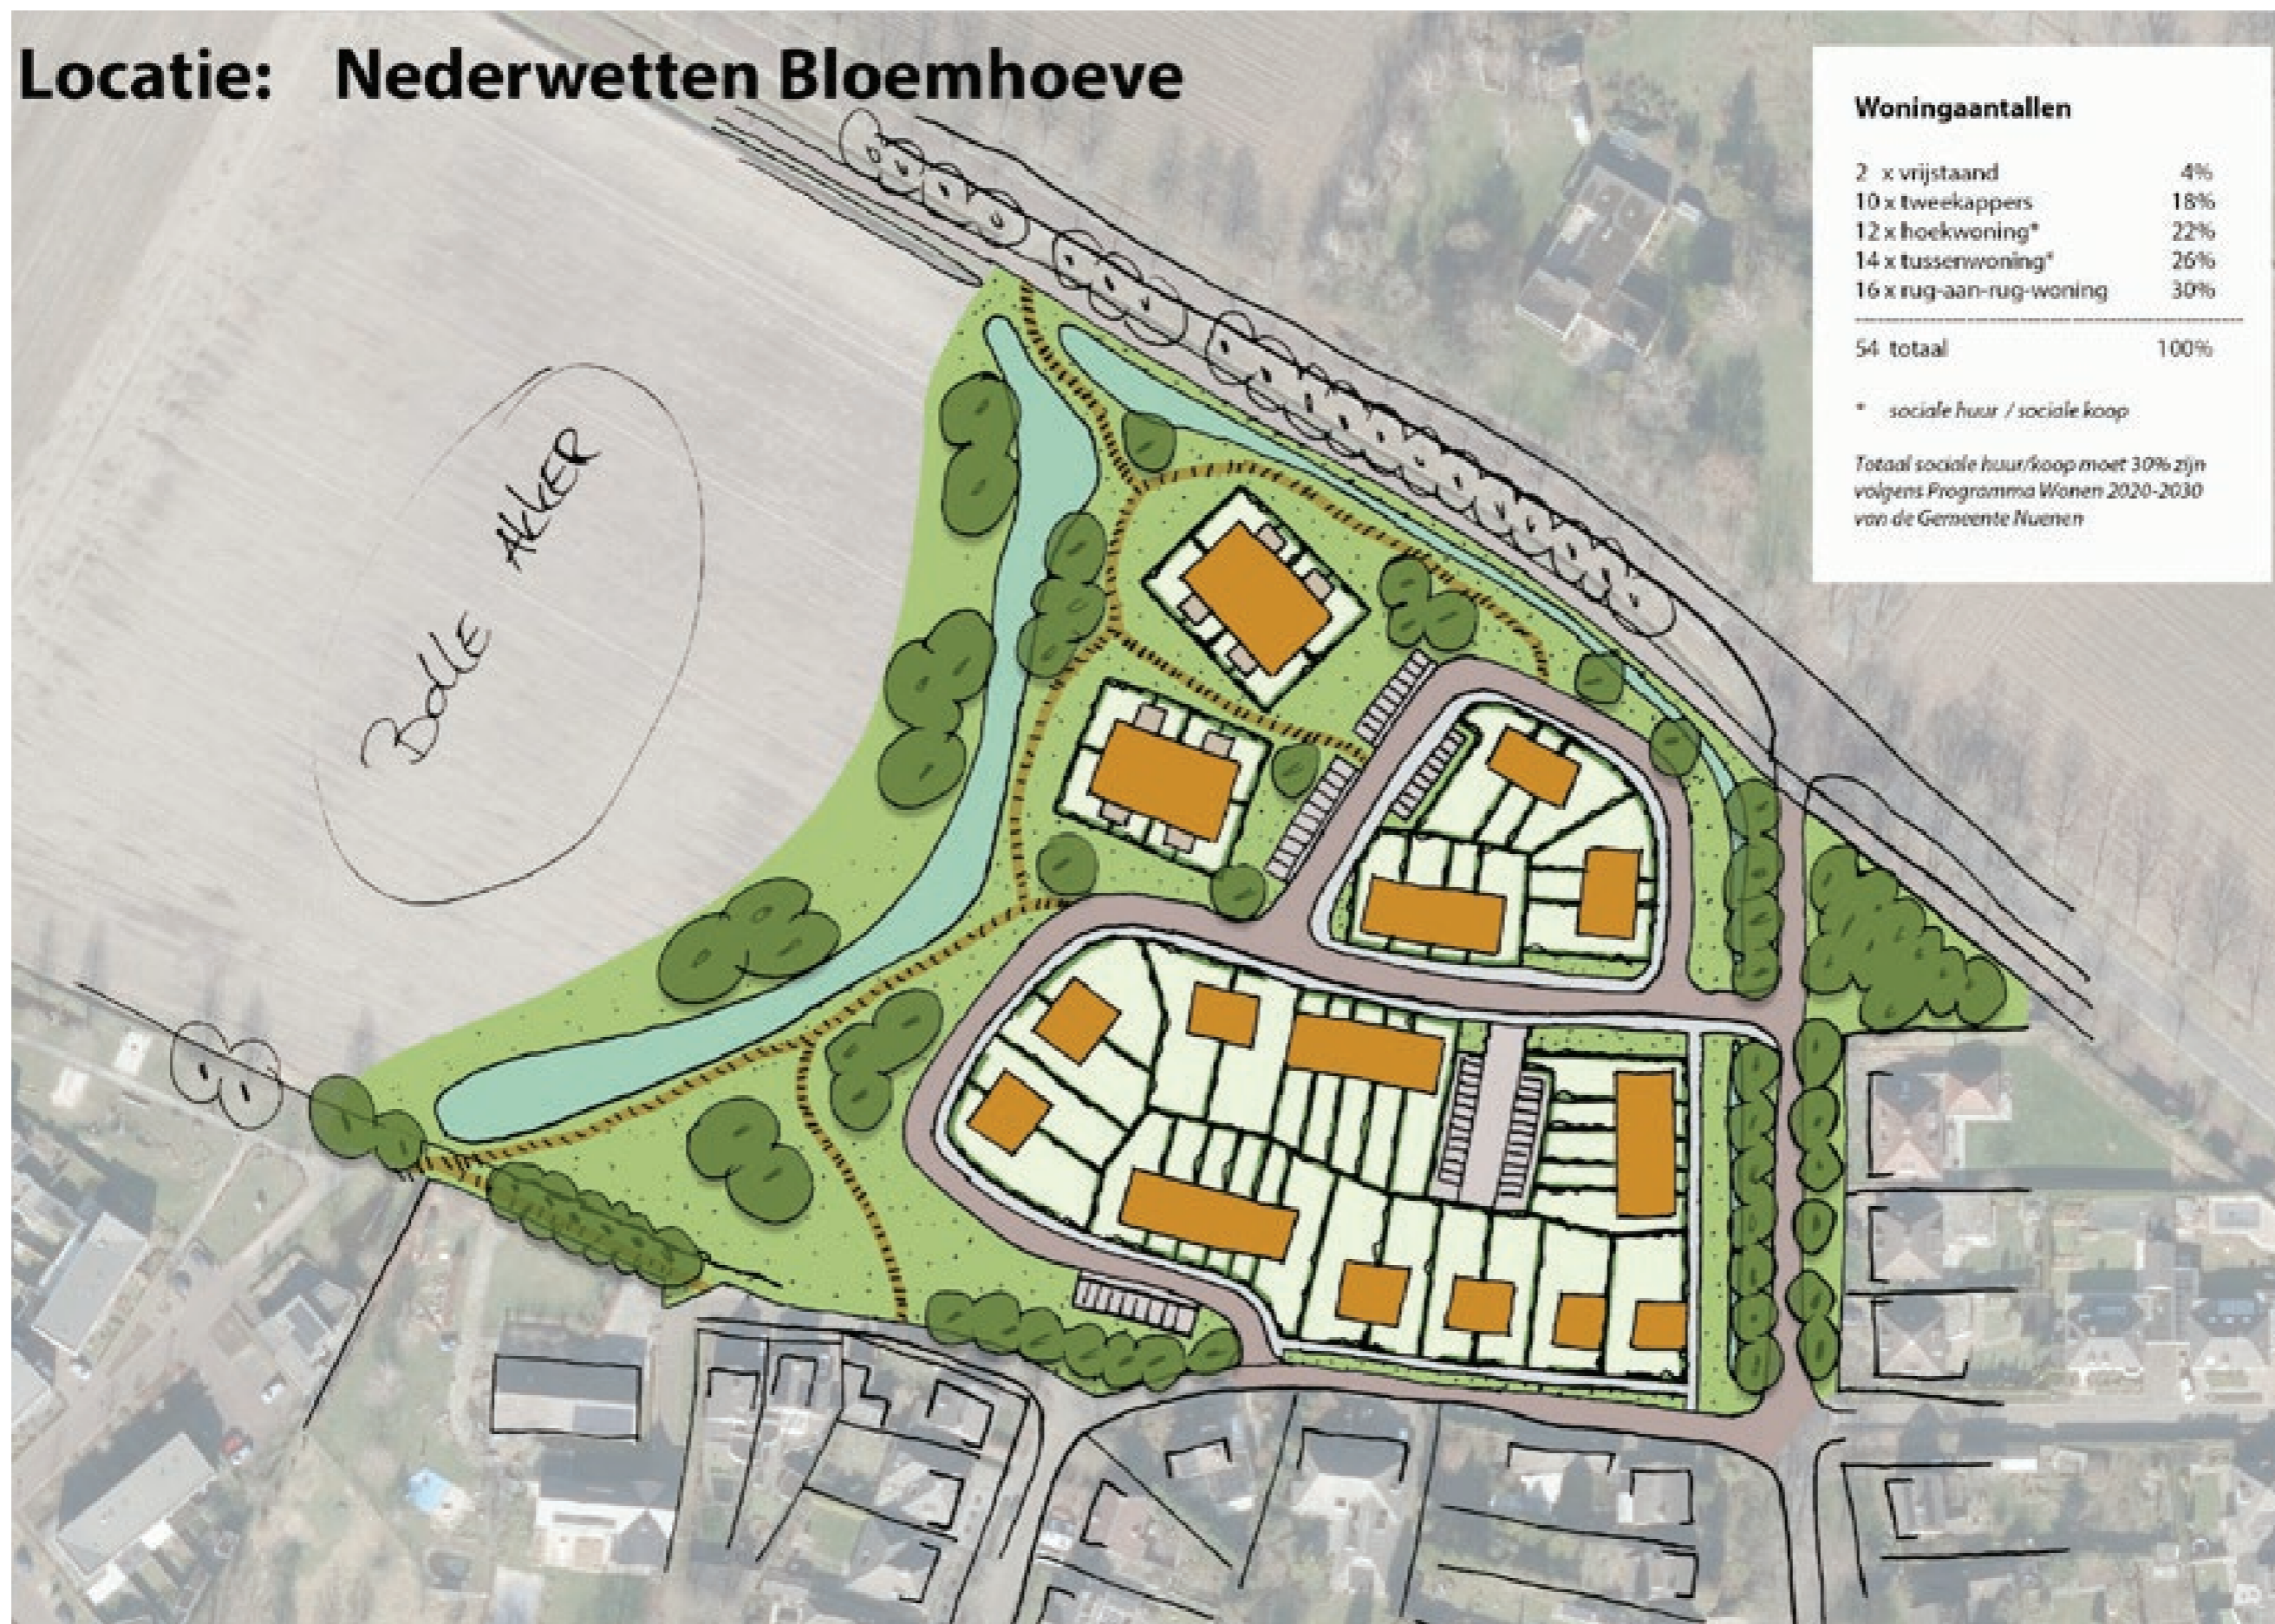 Locatie: Nederwetten Bloemhoeve
Woningaantallen
2 x vrijstaand 4%
10 x tweekappers 18%
12 x hoekwoning* 22%
14 x tussenwoning* 26%
16 x rug-aan-rug-woning 30%
54 totaal 100%
* sociale huur / sociale koop
Totaal sociale huur/koop moet 30% zijn
volgens Programma Wonen 2020-2030
van de Gemeente Nuenen
Bolle AKKER